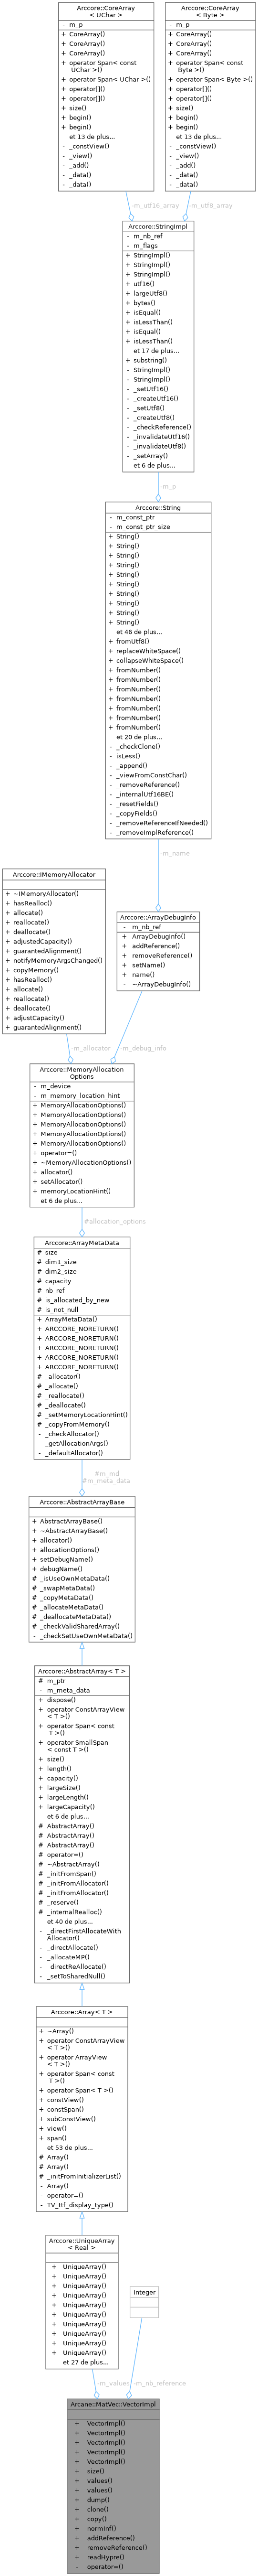 Arccore::CoreArray
< UChar >
- m_p
+ CoreArray()
+ CoreArray()
+ CoreArray()
+ operator Span< const
UChar >()
+ operator Span< UChar >()
+ operator[]()
+ operator[]()
+ size()
+ begin()
+ begin()
et 13 de plus...
- _constView()
- _view()
- _add()
- _data()
- _data()
Arccore::CoreArray
< Byte >
- m_p
+ CoreArray()
+ CoreArray()
+ CoreArray()
+ operator Span< const
Byte >()
+ operator Span< Byte >()
+ operator[]()
+ operator[]()
+ size()
+ begin()
+ begin()
et 13 de plus...
- _constView()
- _view()
- _add()
- _data()
- _data()
-m_utf16_array
-m_utf8_array
Arccore::StringImpl
- m_nb_ref
- m_flags
+ StringImpl()
+ StringImpl()
+ StringImpl()
+ utf16()
+ largeUtf8()
+ bytes()
+ isEqual()
+ isLessThan()
+ isEqual()
+ isLessThan()
et 17 de plus...
+ substring()
- StringImpl()
- StringImpl()
- _setUtf16()
- _createUtf16()
- _setUtf8()
- _createUtf8()
- _checkReference()
- _invalidateUtf16()
- _invalidateUtf8()
- _setArray()
et 6 de plus...
-m_p
Arccore::String
- m_const_ptr
- m_const_ptr_size
+ String()
+ String()
+ String()
+ String()
+ String()
+ String()
+ String()
+ String()
+ String()
+ String()
et 46 de plus...
+ fromUtf8()
+ replaceWhiteSpace()
+ collapseWhiteSpace()
+ fromNumber()
+ fromNumber()
+ fromNumber()
+ fromNumber()
+ fromNumber()
+ fromNumber()
+ fromNumber()
et 20 de plus...
- _checkClone()
- isLess()
- _append()
- _viewFromConstChar()
- _removeReference()
- _internalUtf16BE()
- _resetFields()
- _copyFields()
- _removeReferenceIfNeeded()
- _removeImplReference()
-m_name
Arccore::IMemoryAllocator
+ ~IMemoryAllocator()
+ hasRealloc()
+ allocate()
+ reallocate()
+ deallocate()
+ adjustedCapacity()
+ guarantedAlignment()
+ notifyMemoryArgsChanged()
+ copyMemory()
+ hasRealloc()
+ allocate()
+ reallocate()
+ deallocate()
+ adjustCapacity()
+ guarantedAlignment()
Arccore::ArrayDebugInfo
- m_nb_ref
+ ArrayDebugInfo()
+ addReference()
+ removeReference()
+ setName()
+ name()
- ~ArrayDebugInfo()
-m_allocator
-m_debug_info
Arccore::MemoryAllocation
Options
- m_device
- m_memory_location_hint
+ MemoryAllocationOptions()
+ MemoryAllocationOptions()
+ MemoryAllocationOptions()
+ MemoryAllocationOptions()
+ MemoryAllocationOptions()
+ operator=()
+ ~MemoryAllocationOptions()
+ allocator()
+ setAllocator()
+ memoryLocationHint()
et 6 de plus...
#allocation_options
Arccore::ArrayMetaData
# size
# dim1_size
# dim2_size
# capacity
# nb_ref
# is_allocated_by_new
# is_not_null
+ ArrayMetaData()
+ ARCCORE_NORETURN()
+ ARCCORE_NORETURN()
+ ARCCORE_NORETURN()
+ ARCCORE_NORETURN()
+ ARCCORE_NORETURN()
# _allocator()
# _allocate()
# _reallocate()
# _deallocate()
# _setMemoryLocationHint()
# _copyFromMemory()
- _checkAllocator()
- _getAllocationArgs()
- _defaultAllocator()
#m_md
#m_meta_data
Arccore::AbstractArrayBase
+ AbstractArrayBase()
+ ~AbstractArrayBase()
+ allocator()
+ allocationOptions()
+ setDebugName()
+ debugName()
# _isUseOwnMetaData()
# _swapMetaData()
# _copyMetaData()
# _allocateMetaData()
# _deallocateMetaData()
# _checkValidSharedArray()
- _checkSetUseOwnMetaData()
Arccore::AbstractArray< T >
# m_ptr
- m_meta_data
+ dispose()
+ operator ConstArrayView
< T >()
+ operator Span< const
T >()
+ operator SmallSpan
< const T >()
+ size()
+ length()
+ capacity()
+ largeSize()
+ largeLength()
+ largeCapacity()
et 6 de plus...
# AbstractArray()
# AbstractArray()
# AbstractArray()
# operator=()
# ~AbstractArray()
# _initFromSpan()
# _initFromAllocator()
# _initFromAllocator()
# _reserve()
# _internalRealloc()
et 40 de plus...
- _directFirstAllocateWith
Allocator()
- _directAllocate()
- _allocateMP()
- _directReAllocate()
- _setToSharedNull()
Arccore::Array< T >
+ ~Array()
+ operator ConstArrayView
< T >()
+ operator ArrayView
< T >()
+ operator Span< const
T >()
+ operator Span< T >()
+ constView()
+ constSpan()
+ subConstView()
+ view()
+ span()
et 53 de plus...
# Array()
# Array()
# _initFromInitializerList()
- Array()
- operator=()
- TV_ttf_display_type()
Arccore::UniqueArray
< Real >
+ UniqueArray()
+ UniqueArray()
+ UniqueArray()
+ UniqueArray()
+ UniqueArray()
+ UniqueArray()
+ UniqueArray()
+ UniqueArray()
+ UniqueArray()
+ UniqueArray()
et 27 de plus...
Integer
-m_values
-m_nb_reference
Arcane::MatVec::VectorImpl
+ VectorImpl()
+ VectorImpl()
+ VectorImpl()
+ VectorImpl()
+ VectorImpl()
+ size()
+ values()
+ values()
+ dump()
+ clone()
+ copy()
+ normInf()
+ addReference()
+ removeReference()
+ readHypre()
- operator=()